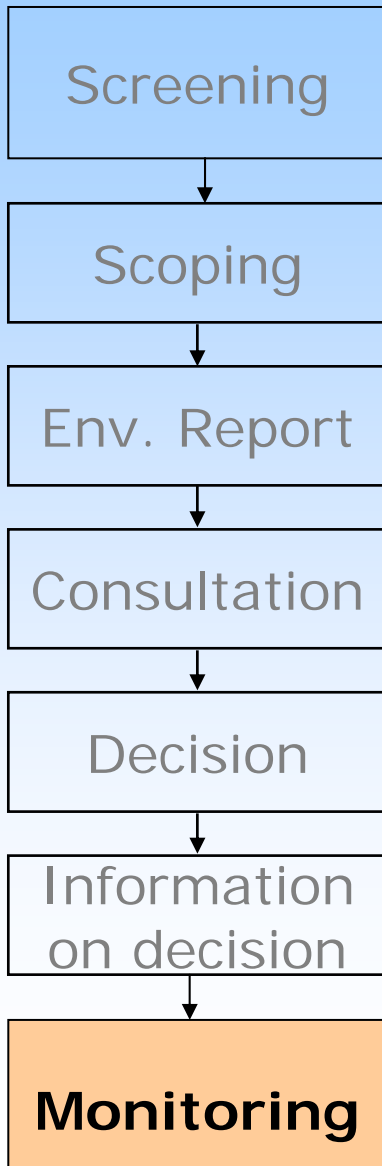 Screening
Scoping
Env. Report
Consultation
Decision
Information
on decision
Monitoring